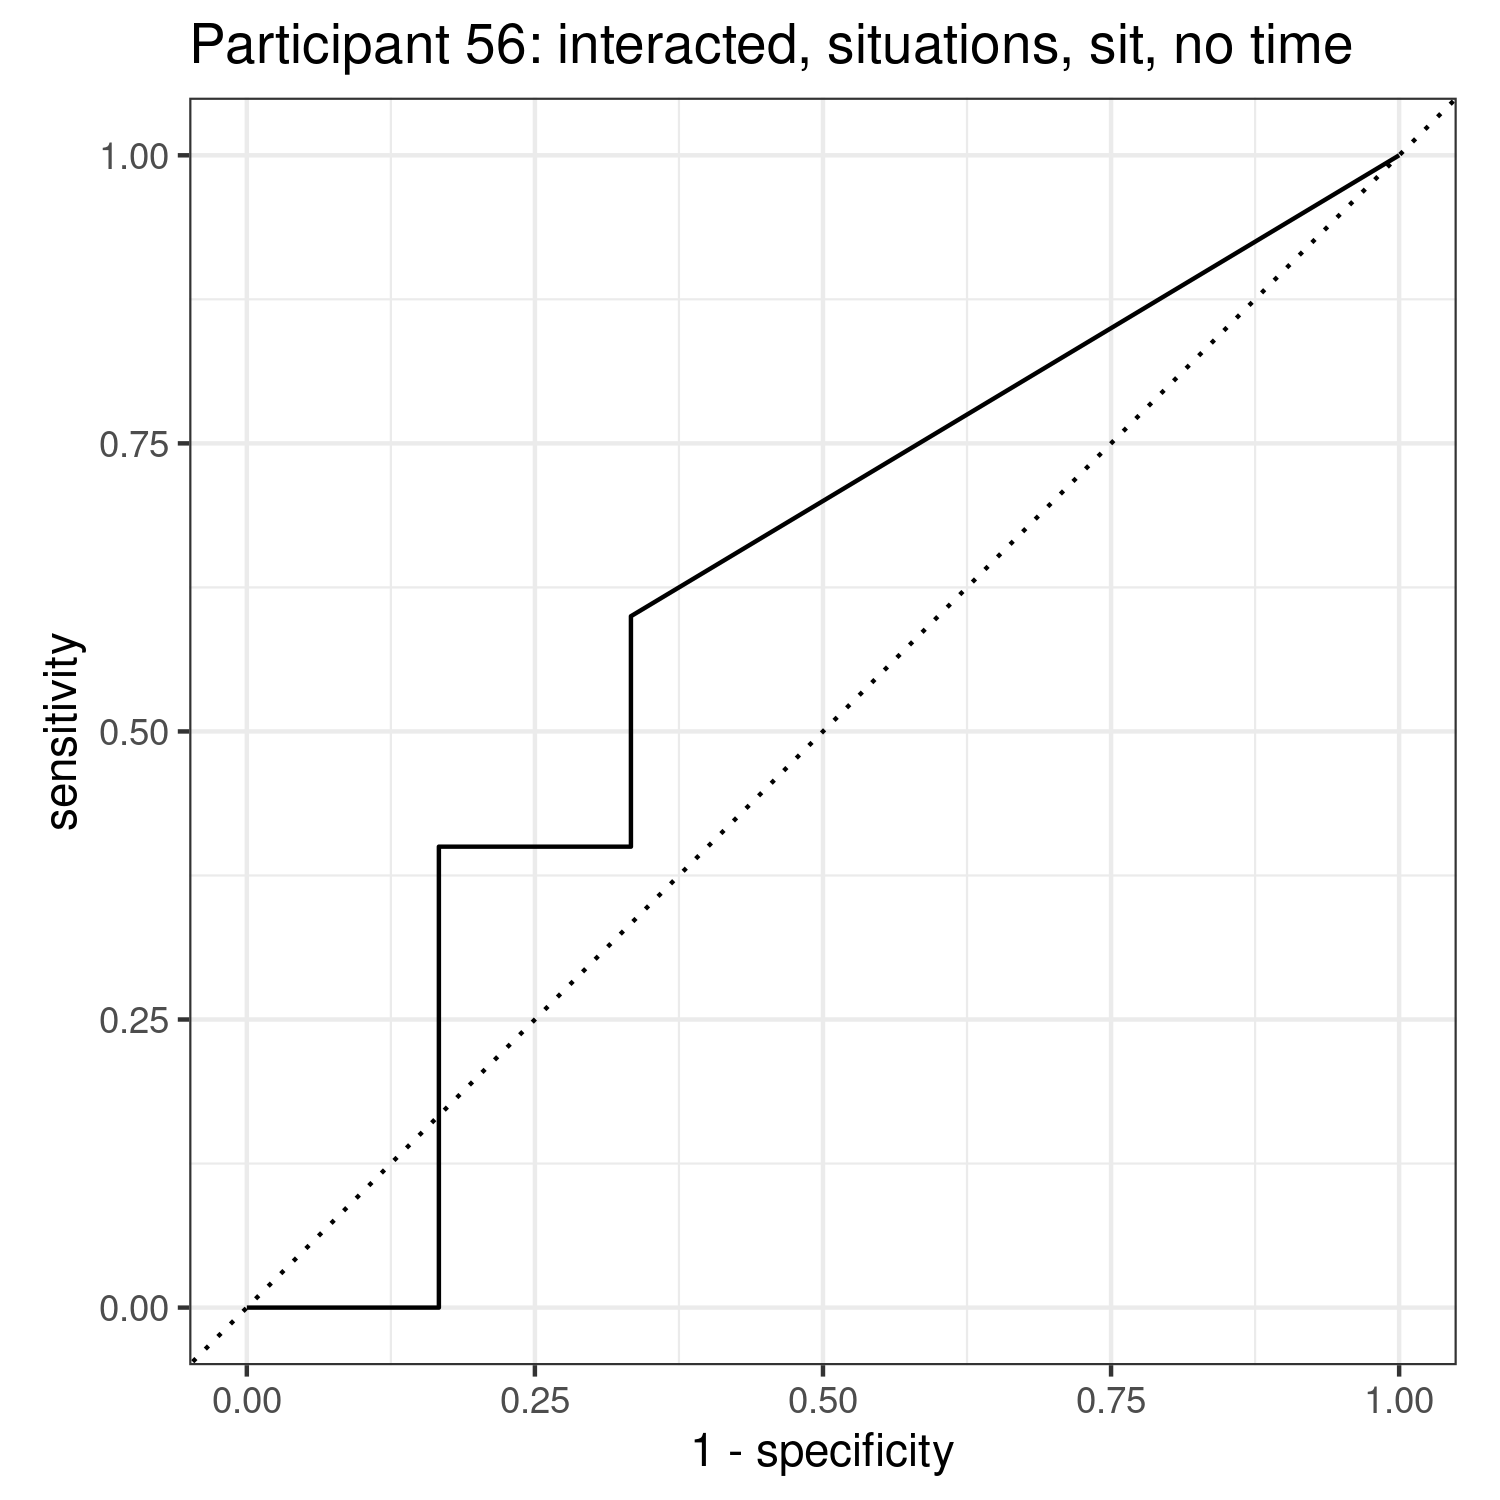 Participant 56: interacted, situations, sit, no time
1.00
0.75
0.50
0.25
0.00
sensitivity
0.00 0.25 0.50 0.75 1.00
1 - specificity